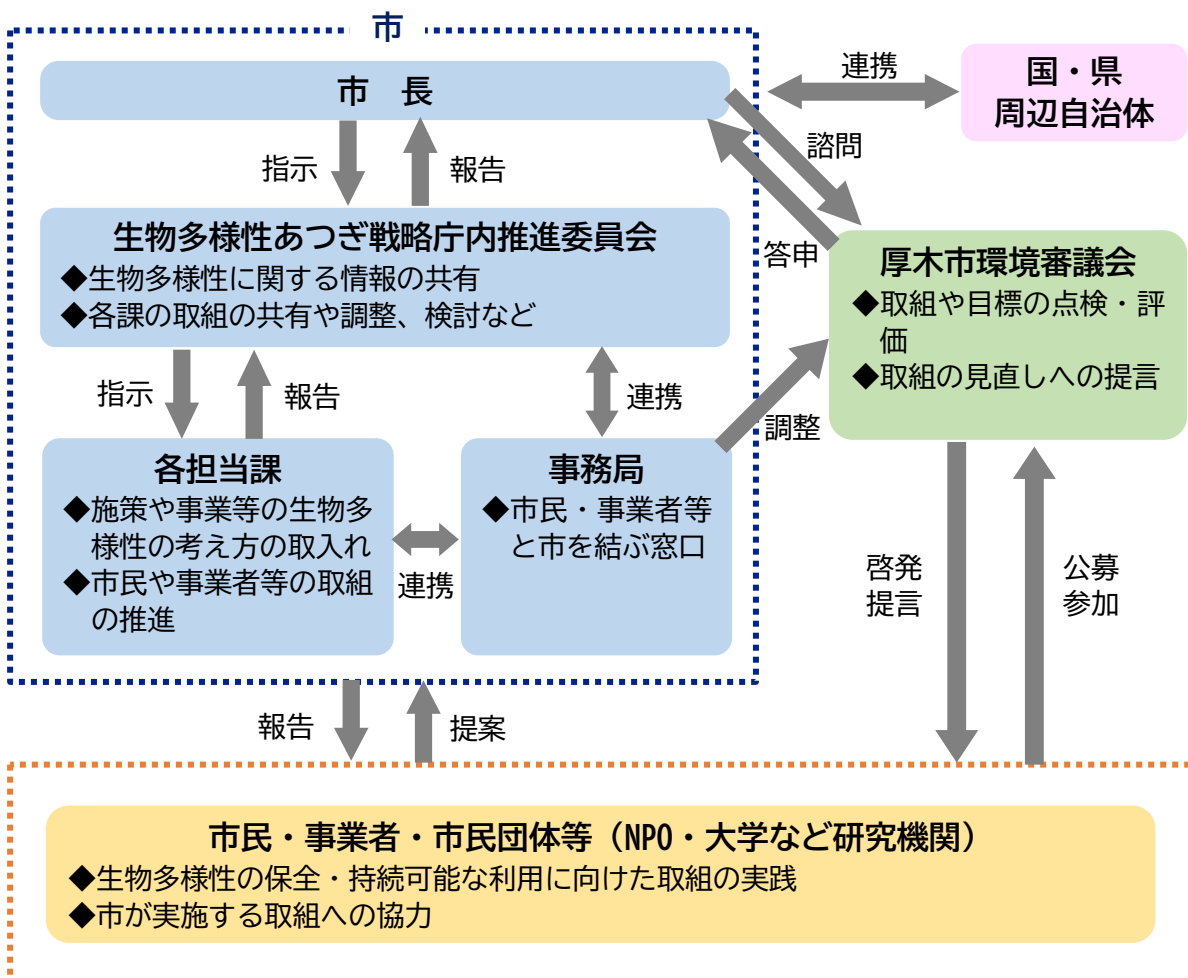 市
市　長
連携
国・県
周辺自治体
指示
報告
諮問
答申
生物多様性あつぎ戦略庁内推進委員会
◆生物多様性に関する情報の共有
◆各課の取組の共有や調整、検討など
厚木市環境審議会
◆取組や目標の点検・評
価
◆取組の見直しへの提言
指示
報告
連携
調整
各担当課
◆施策や事業等の生物多
様性の考え方の取入れ
◆市民や事業者等の取組
の推進
連携
事務局
◆市民・事業者等
と市を結ぶ窓口
啓発
提言
公募
参加
報告
提案
市民・事業者・市民団体等（NPO・大学など研究機関）
◆生物多様性の保全・持続可能な利用に向けた取組の実践
◆市が実施する取組への協力